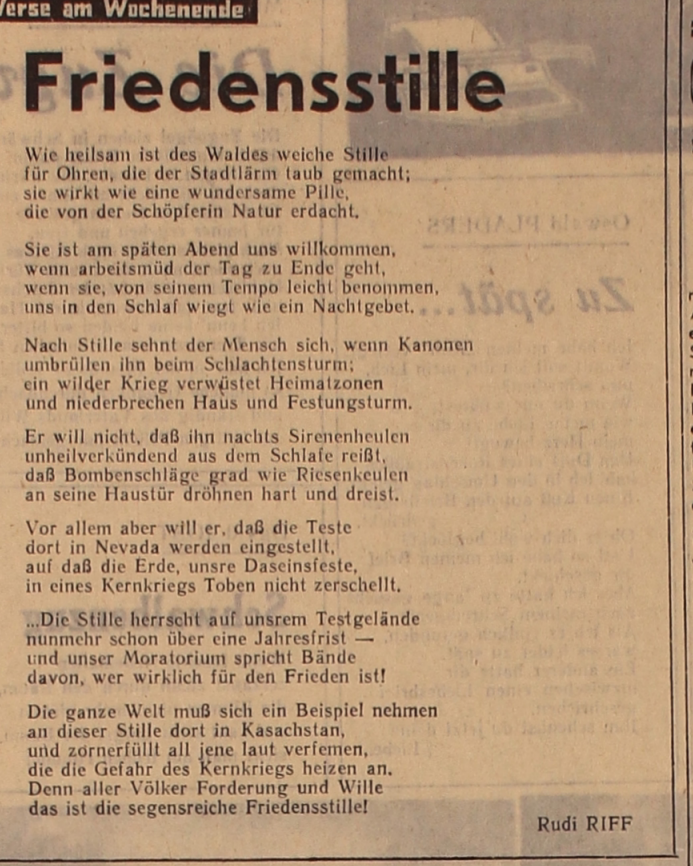 Verse am Wochenende
Friedensstille
Wie heilsam ist des Waldes weiche Stille
für Ohren, die der Stadtlärm taub gemacht;
sie wirkt wie eine wundersame Pille,
die von der Schöpferin Natur erdacht.
Sie ist am späten Abend uns willkommen,
wenn arbeitsmüd der Tag zu Ende geht,
wenn sie, von seinem Tempo leicht benommen,
uns in den Schlaf wiegt wie ein Nachtgebet.
Nach Stille sehnt der Mensch sich, wenn Kanonen
umbrüllen ihn beim Schlachtensturm;
ein wilder Krieg verwüstet Heimatzonen
und niederbrechen Haus und Festungsturm.
Er will nicht, daß ihn nachts Sirenenheulen
unheilverkündend aus dem Schlafe reißt,
daß Bombenschläge grad wie Riesenkeulen
an seine Haustür dröhnen hart und dreist.
Vor allem aber will er, daß die Teste
dort in Nevada werden eingestellt,
auf daß die Erde, unsre Daseinsfeste,
in eines Kernkriegs Toben nicht zerschellt.
...Die Stille herrscht auf unsrem Testgelände
nunmehr schon über eine Jahresfrist —
und unser Moratorium spricht Bände
davon, wer wirklich für den Frieden ist!
Die ganze Welt muß sich ein Beispiel nehmen
an dieser Stille dort in Kasachstan,
und zornerfüllt all jene laut verfemen,
die die Gefahr des Kernkriegs heizen an.
Denn aller Völker Forderung und Wille
das ist die segensreiche Friedensstille!
Rudi RIFF